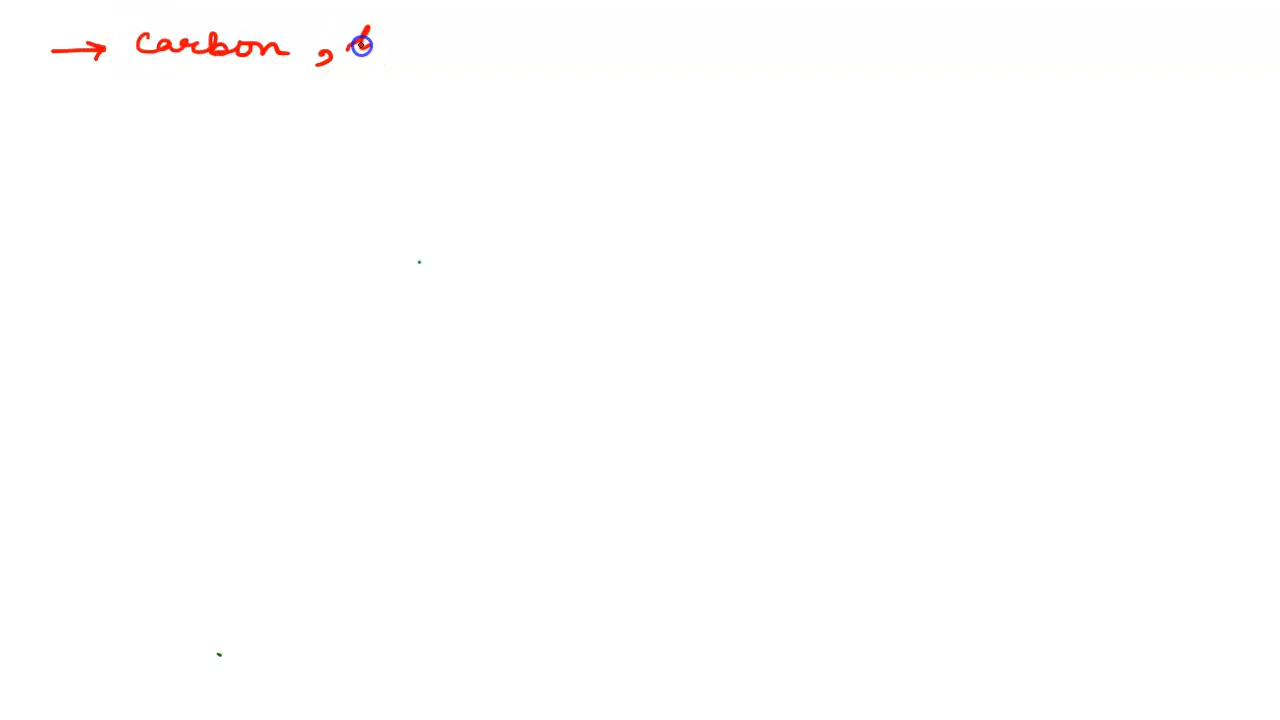 → Carbon ,